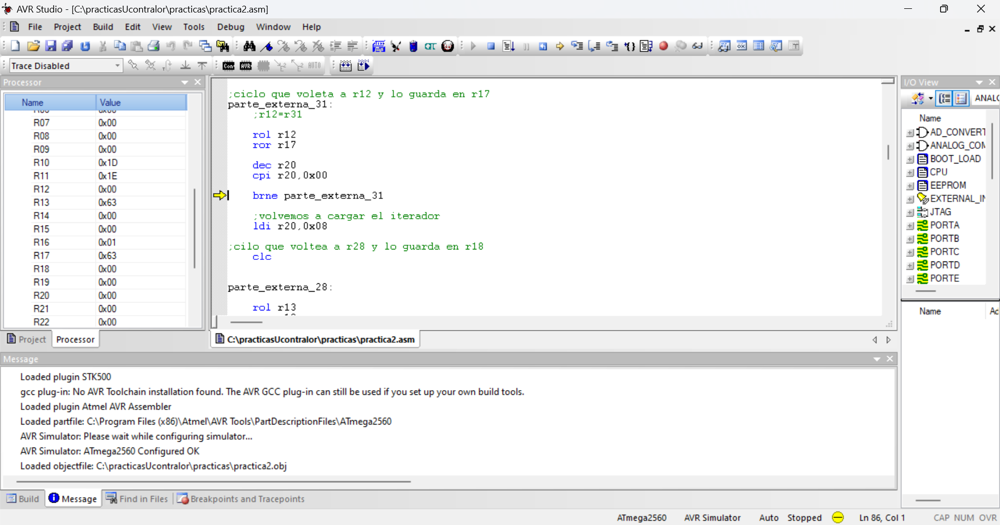 AVR Studio - [C:\practicasUcontralor\practicas\practica2.asm]
File Project Build Edit View Tools Debug Window Help
Trace Disabled
Con AVR AUTO
Processor
Name Value
R07 0x00
R08 0x00
R09 0x00
R10 0x1D
R11 0x1E
R12 0x00
R13 0x63
R14 0x00
R15 0x00
R16 0x01
R17 0x63
R18 0x00
R19 0x00
R20 0x00
R21 0x00
R22 0x00
Project Processor
;ciclo que voleta a r12 y lo guarda en r17
parte_externa_31:
;r12=r31
rol r12
ror r17
dec r20
cpi r20,0x00
brne parte_externa_31
;volvemos a cargar el iterador
ldi r20,0x08
;cilo que voltea a r28 y lo guarda en r18
clc
parte_externa_28:
rol r13
C:\practicasUcontralor\practicas\practica2.asm
I/O View
Name
AD_CONVERT
ANALOG_COM
BOOT_LOAD
CPU
EEPROM
EXTERNAL_IN
JTAG
PORTA
PORTB
PORTC
PORTD
PORTE
Name
Message
Loaded plugin STK500
gcc plug-in: No AVR Toolchain installation found. The AVR GCC plug-in can still be used if you set up your own build tools.
Loaded plugin Atmel AVR Assembler
Loaded partfile: C:\Program Files (x86)\Atmel\AVR Tools\PartDescriptionFiles\ATmega2560
AVR Simulator: Please wait while configuring simulator...
AVR Simulator: ATmega2560 Configured OK
Loaded objectfile: C:\practicasUcontralor\practicas\practica2.obj
Build Message Find in Files Breakpoints and Tracepoints
ATmega2560 AVR Simulator Auto Stopped Ln 86, Col 1 CAP NUM OVR